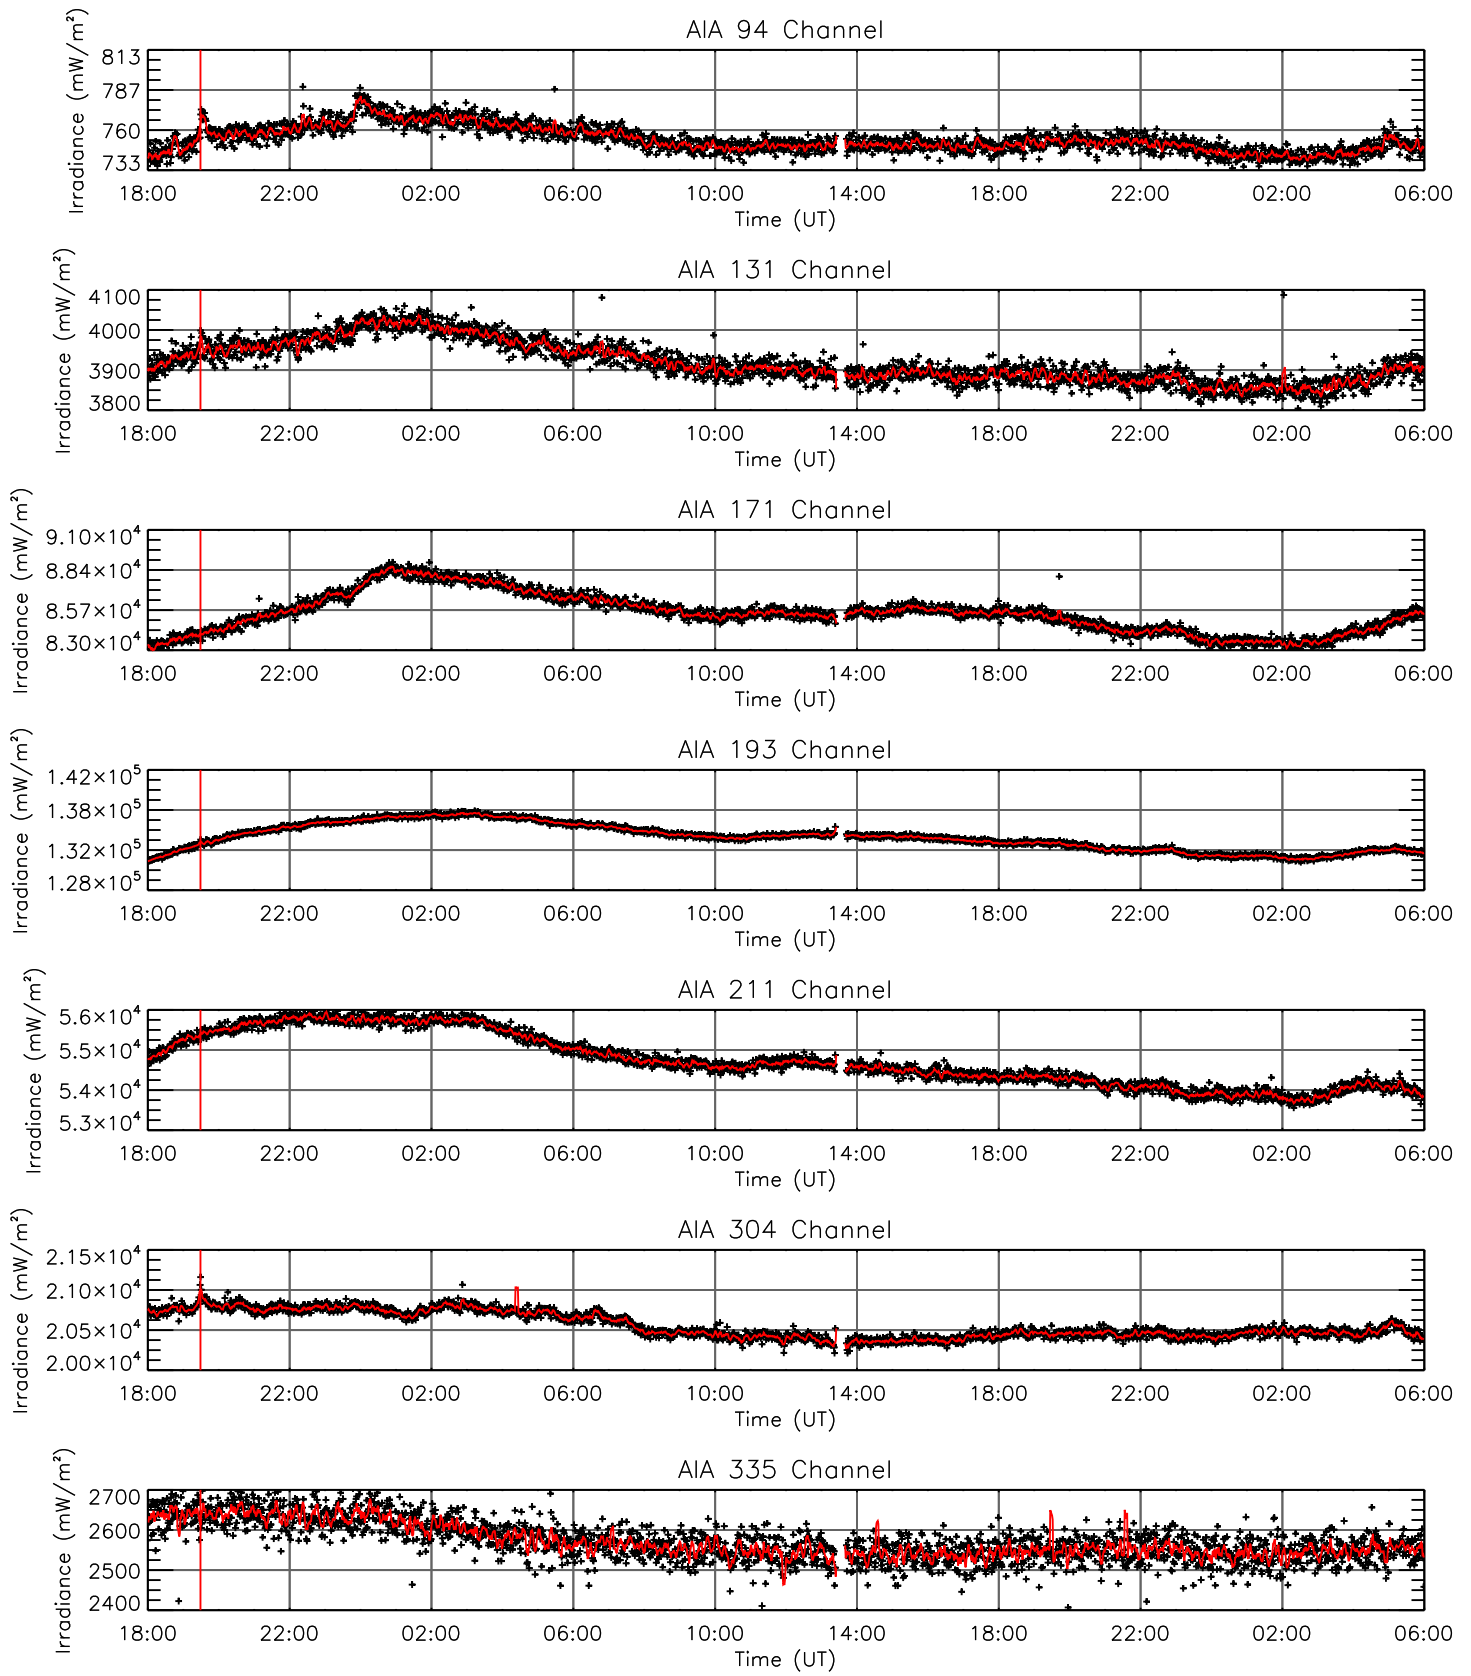 AIA 94 Channel
Irradiance (mW/m²)
813
787
760
733
18:00 22:00 02:00 06:00 10:00 14:00 18:00 22:00 02:00 06:00
Time (UT)
AIA 131 Channel
Irradiance (mW/m²)
4100
4000
3900
3800
18:00 22:00 02:00 06:00 10:00 14:00 18:00 22:00 02:00 06:00
Time (UT)
AIA 171 Channel
Irradiance (mW/m²)
9.10×10⁴
8.84×10⁴
8.57×10⁴
8.30×10⁴
18:00 22:00 02:00 06:00 10:00 14:00 18:00 22:00 02:00 06:00
Time (UT)
AIA 193 Channel
Irradiance (mW/m²)
1.42×10⁵
1.38×10⁵
1.32×10⁵
1.28×10⁵
18:00 22:00 02:00 06:00 10:00 14:00 18:00 22:00 02:00 06:00
Time (UT)
AIA 211 Channel
Irradiance (mW/m²)
5.6×10⁴
5.5×10⁴
5.4×10⁴
5.3×10⁴
18:00 22:00 02:00 06:00 10:00 14:00 18:00 22:00 02:00 06:00
Time (UT)
AIA 304 Channel
Irradiance (mW/m²)
2.15×10⁴
2.10×10⁴
2.05×10⁴
2.00×10⁴
18:00 22:00 02:00 06:00 10:00 14:00 18:00 22:00 02:00 06:00
Time (UT)
AIA 335 Channel
Irradiance (mW/m²)
2700
2600
2500
2400
18:00 22:00 02:00 06:00 10:00 14:00 18:00 22:00 02:00 06:00
Time (UT)